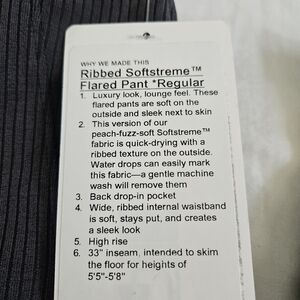 WHY WE MADE THIS
Ribbed Softstreme™
Flared Pant *Regular
1. Luxury look, lounge feel. These
flared pants are soft on the
outside and sleek next to skin
2. This version of our
peach-fuzz-soft Softstreme™
fabric is quick-drying with a
ribbed texture on the outside.
Water drops can easily mark
this fabric—a gentle machine
wash will remove them
3. Back drop-in pocket
4. Wide, ribbed internal waistband
is soft, stays put, and creates
a sleek look
5. High rise
6. 33" inseam, intended to skim
the floor for heights of
5'5"-5'8"